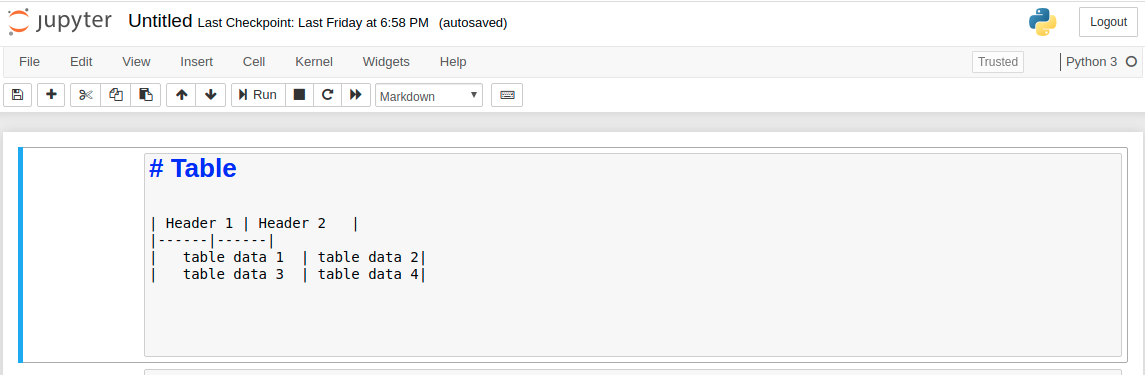 jupyter Untitled Last Checkpoint: Last Friday at 6:58 PM (autosaved)
Logout
File Edit View Insert Cell Kernel Widgets Help
Trusted
Python 3
Run
Markdown
# Table
| Header 1 | Header 2   |
|------|------|
|   table data 1  | table data 2|
|   table data 3  | table data 4|